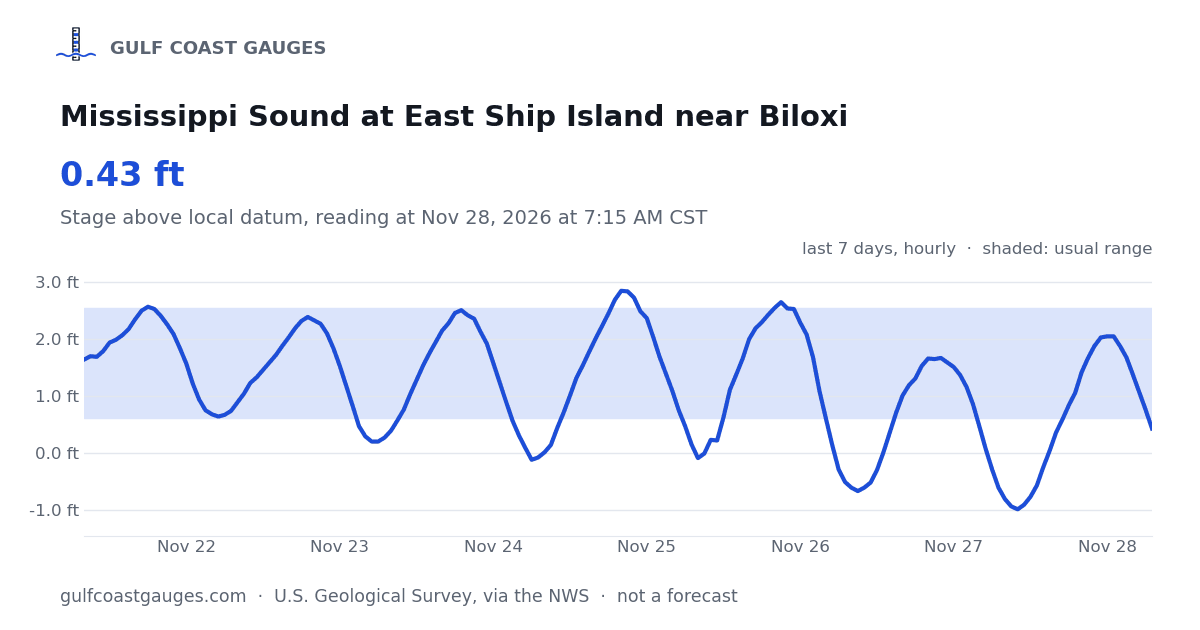 GULF COAST GAUGES
Mississippi Sound at East Ship Island near Biloxi
0.43 ft
Stage above local datum, reading at Nov 28, 2026 at 7:15 AM CST
last 7 days, hourly · shaded: usual range
3.0 ft
2.0 ft
1.0 ft
0.0 ft
-1.0 ft
Nov 22 Nov 23 Nov 24 Nov 25 Nov 26 Nov 27 Nov 28
gulfcoastgauges.com · U.S. Geological Survey, via the NWS · not a forecast